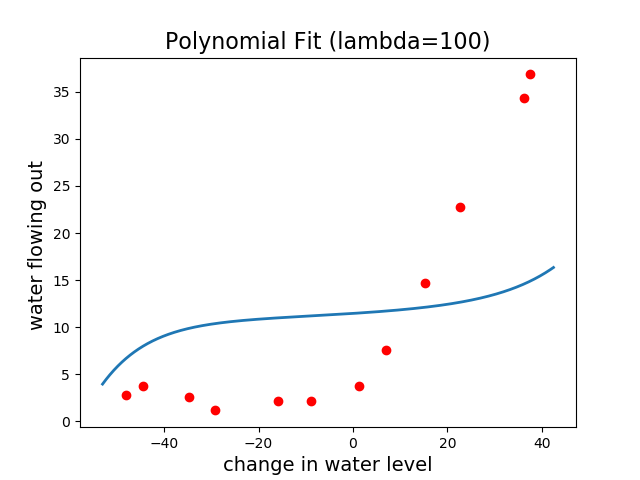 Polynomial Fit (lambda=100)
35
30
25
20
15
10
5
0
water flowing out
−40 −20 0 20 40
change in water level